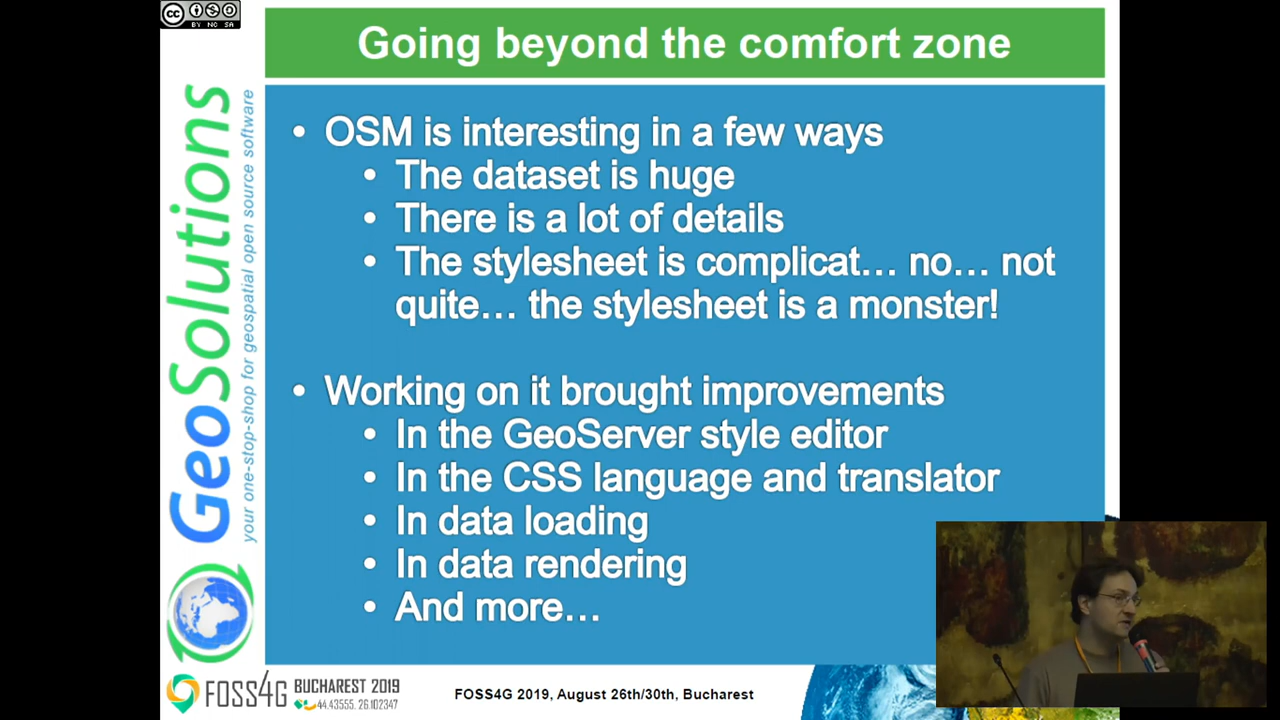 BY NC SA
Going beyond the comfort zone
GeoSolutions
your one-stop-shop for geospatial open source software
• OSM is interesting in a few ways
• The dataset is huge
• There is a lot of details
• The stylesheet is complicat… no… not
quite… the stylesheet is a monster!
• Working on it brought improvements
• In the GeoServer style editor
• In the CSS language and translator
• In data loading
• In data rendering
• And more…
FOSS4G BUCHAREST 2019
44.43555, 26.102347
FOSS4G 2019, August 26th/30th, Bucharest